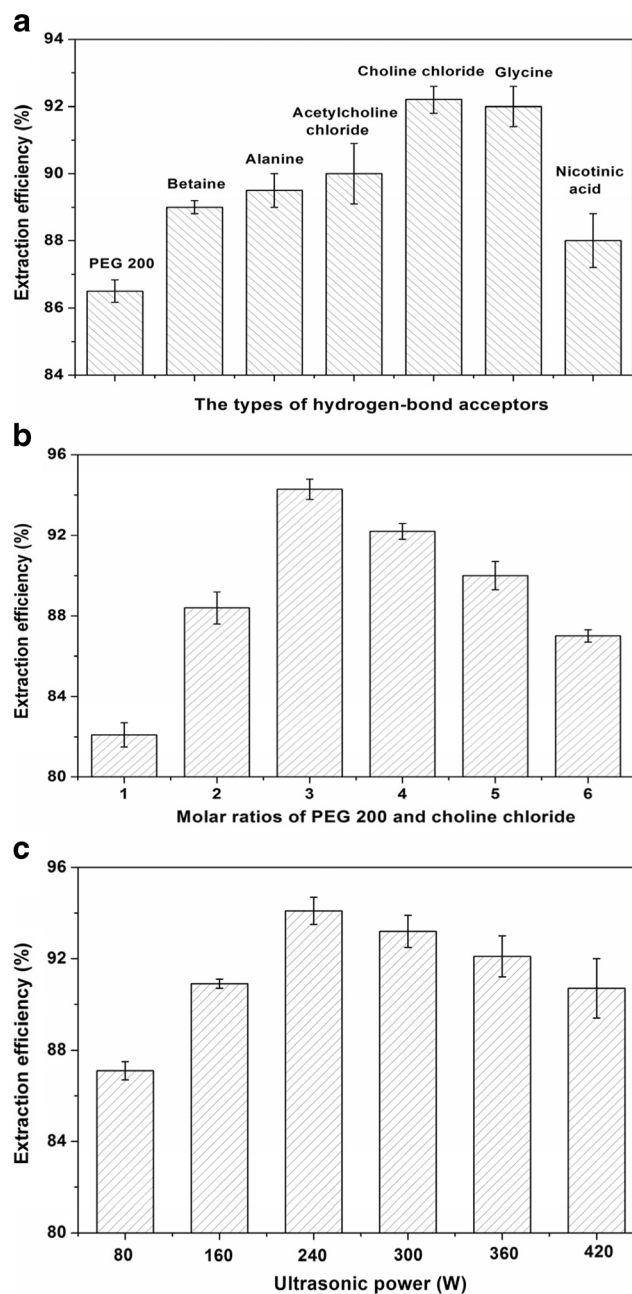 a
Extraction efficiency (%)
94
92
90
88
86
84
PEG 200
Betaine
Alanine
Acetylcholine
chloride
Choline chloride
Glycine
Nicotinic
acid
The types of hydrogen-bond acceptors
b
Extraction efficiency (%)
96
92
88
84
80
1 2 3 4 5 6
Molar ratios of PEG 200 and choline chloride
c
Extraction efficiency (%)
96
92
88
84
80
80 160 240 300 360 420
Ultrasonic power (W)